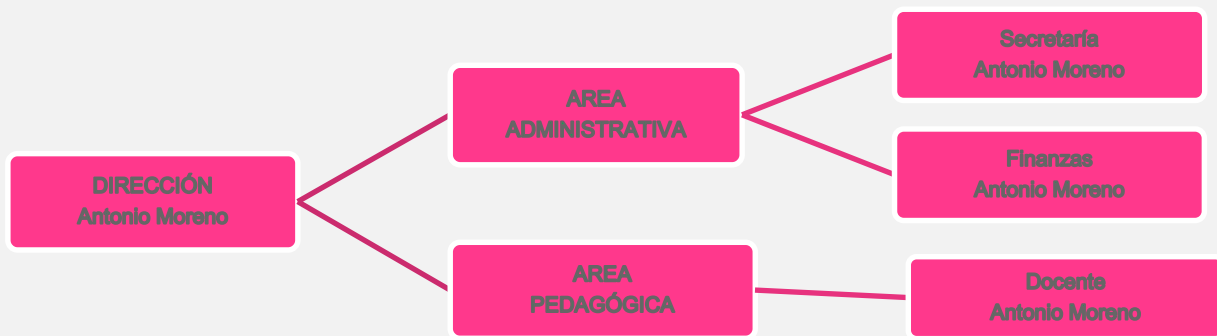 DIRECCIÓN
Antonio Moreno
AREA
ADMINISTRATIVA
Secretaría
Antonio Moreno
Finanzas
Antonio Moreno
AREA
PEDAGÓGICA
Docente
Antonio Moreno